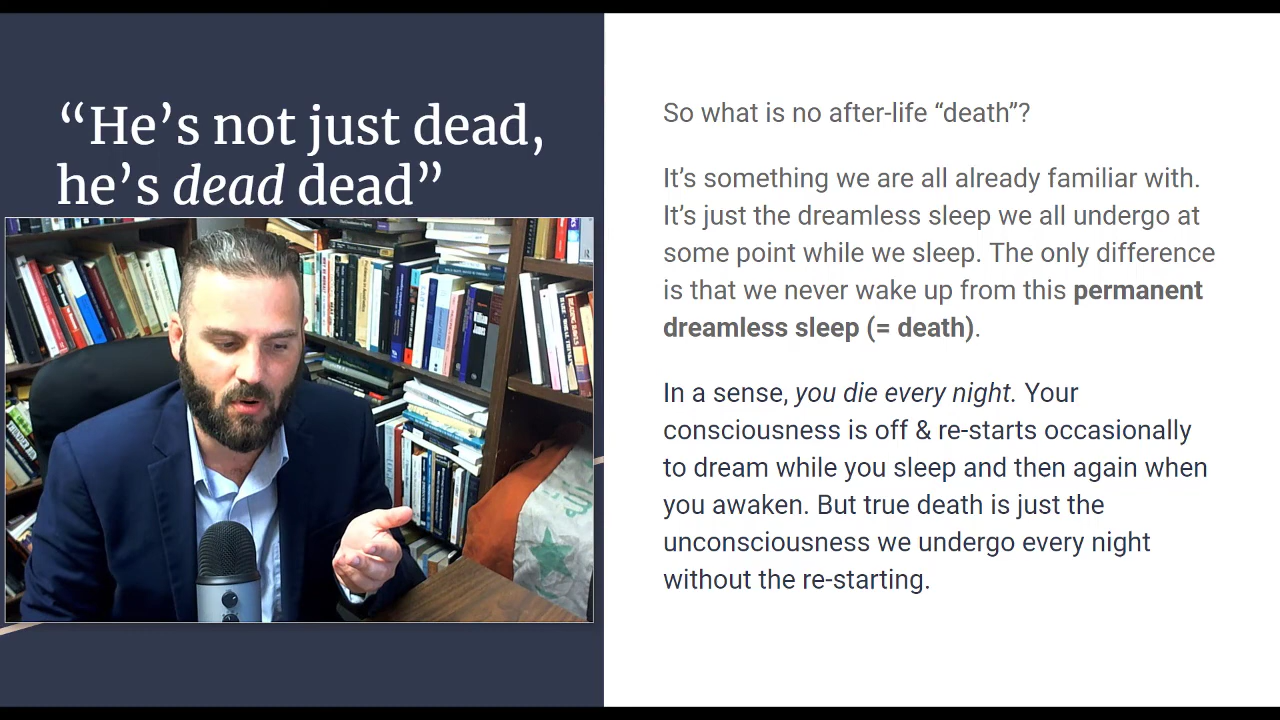 “He’s not just dead,
he’s dead dead”
So what is no after-life “death”?
It’s something we are all already familiar with.
It’s just the dreamless sleep we all undergo at
some point while we sleep. The only difference
is that we never wake up from this permanent
dreamless sleep (= death).
In a sense, you die every night. Your
consciousness is off & re-starts occasionally
to dream while you sleep and then again when
you awaken. But true death is just the
unconsciousness we undergo every night
without the re-starting.